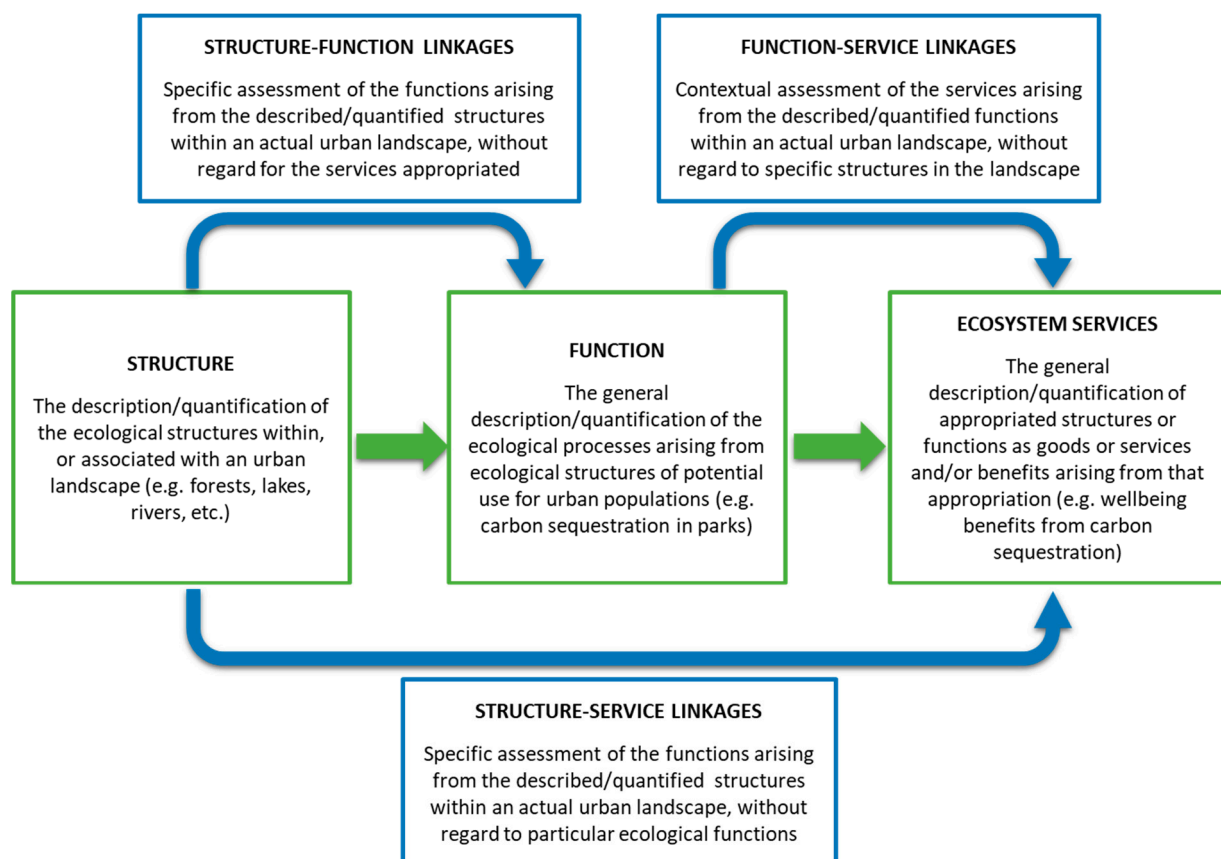 STRUCTURE-FUNCTION LINKAGES
Specific assessment of the functions arising
from the described/quantified structures
within an actual urban landscape, without
regard for the services appropriated
FUNCTION-SERVICE LINKAGES
Contextual assessment of the services arising
from the described/quantified functions
within an actual urban landscape, without
regard to specific structures in the landscape
STRUCTURE
The description/quantification of
the ecological structures within,
or associated with an urban
landscape (e.g. forests, lakes,
rivers, etc.)
FUNCTION
The general
description/quantification of the
ecological processes arising from
ecological structures of potential
use for urban populations (e.g.
carbon sequestration in parks)
ECOSYSTEM SERVICES
The general
description/quantification of
appropriated structures or
functions as goods or services
and/or benefits arising from that
appropriation (e.g. wellbeing
benefits from carbon
sequestration)
STRUCTURE-SERVICE LINKAGES
Specific assessment of the functions arising
from the described/quantified structures
within an actual urban landscape, without
regard to particular ecological functions